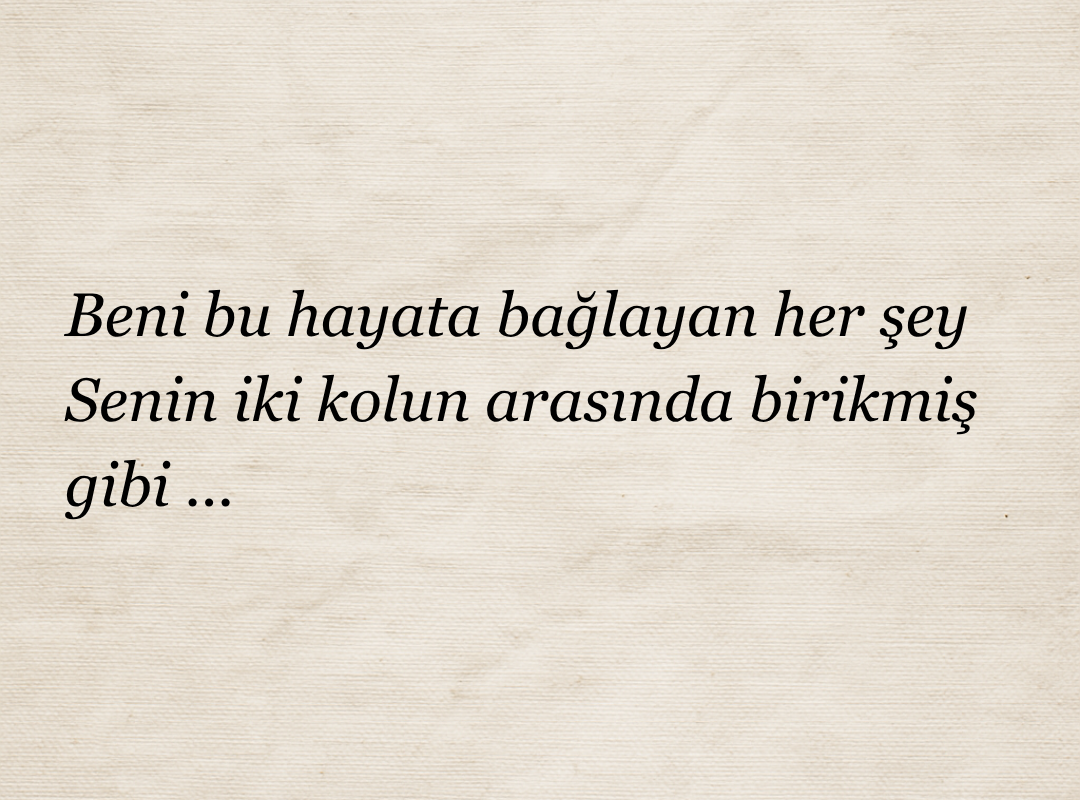 Beni bu hayata bağlayan her şey
Senin iki kolun arasında birikmiş
gibi ...